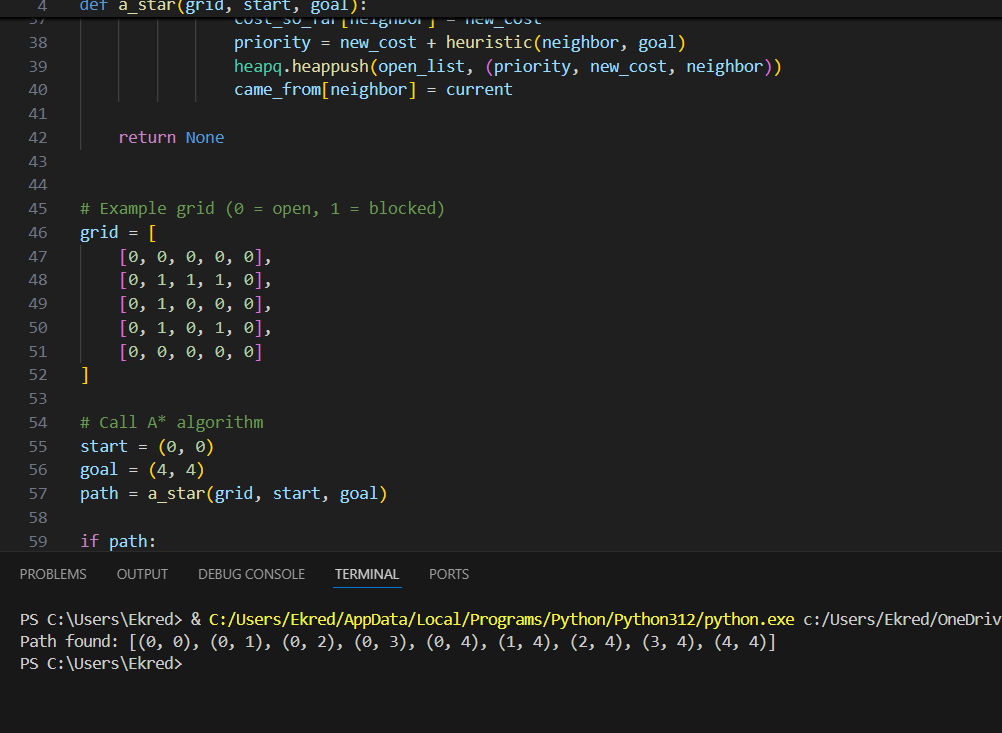 4 def a_star(grid, start, goal):
37 cost_so_far[neighbor] = new_cost
38 priority = new_cost + heuristic(neighbor, goal)
39 heapq.heappush(open_list, (priority, new_cost, neighbor))
40 came_from[neighbor] = current
41
42 return None
43
44
45 # Example grid (0 = open, 1 = blocked)
46 grid = [
47 [0, 0, 0, 0, 0],
48 [0, 1, 1, 1, 0],
49 [0, 1, 0, 0, 0],
50 [0, 1, 0, 1, 0],
51 [0, 0, 0, 0, 0]
52 ]
53
54 # Call A* algorithm
55 start = (0, 0)
56 goal = (4, 4)
57 path = a_star(grid, start, goal)
58
59 if path:
PROBLEMS OUTPUT DEBUG CONSOLE TERMINAL PORTS
PS C:\Users\Ekred> & C:/Users/Ekred/AppData/Local/Programs/Python/Python312/python.exe c:/Users/Ekred/OneDriv
Path found: [(0, 0), (0, 1), (0, 2), (0, 3), (0, 4), (1, 4), (2, 4), (3, 4), (4, 4)]
PS C:\Users\Ekred>